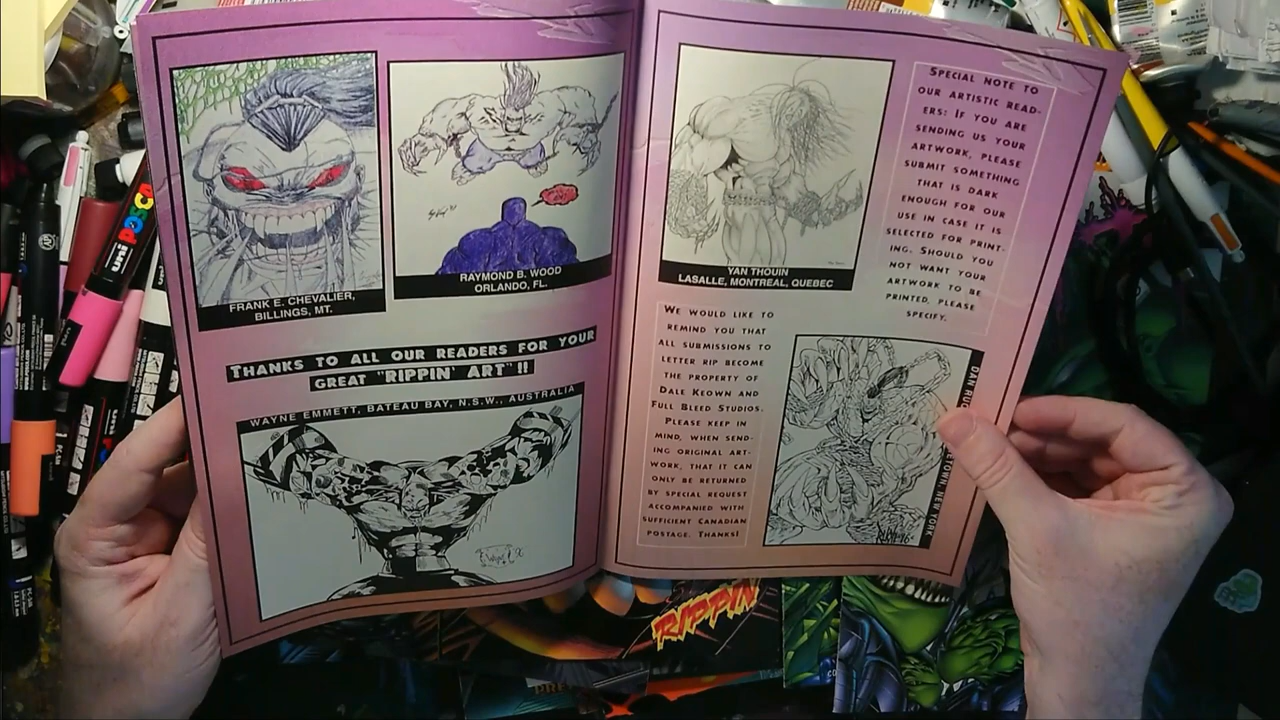 FRANK E. CHEVALIER,
BILLINGS, MT.
RAYMOND B. WOOD
ORLANDO, FL.
THANKS TO ALL OUR READERS FOR YOUR
GREAT "RIPPIN' ART" !!
WAYNE EMMETT, BATEAU BAY, N.S.W., AUSTRALIA
YAN THOUIN
LASALLE, MONTREAL, QUEBEC
SPECIAL NOTE TO
OUR ARTISTIC READ-
ERS: IF YOU ARE
SENDING US YOUR
ARTWORK, PLEASE
SUBMIT SOMETHING
THAT IS DARK
ENOUGH FOR OUR
USE IN CASE IT IS
SELECTED FOR PRINT-
ING. SHOULD YOU
NOT WANT YOUR
ARTWORK TO BE
PRINTED, PLEASE
SPECIFY.
WE WOULD LIKE TO
REMIND YOU THAT
ALL SUBMISSIONS TO
LETTER RIP BECOME
THE PROPERTY OF
DALE KEOWN AND
FULL BLEED STUDIOS.
PLEASE KEEP IN
MIND, WHEN SEND-
ING ORIGINAL ART-
WORK, THAT IT CAN
ONLY BE RETURNED
BY SPECIAL REQUEST
ACCOMPANIED WITH
SUFFICIENT CANADIAN
POSTAGE. THANKS!
DAN
NEW YORK
uni POSCA
RIPPIN'